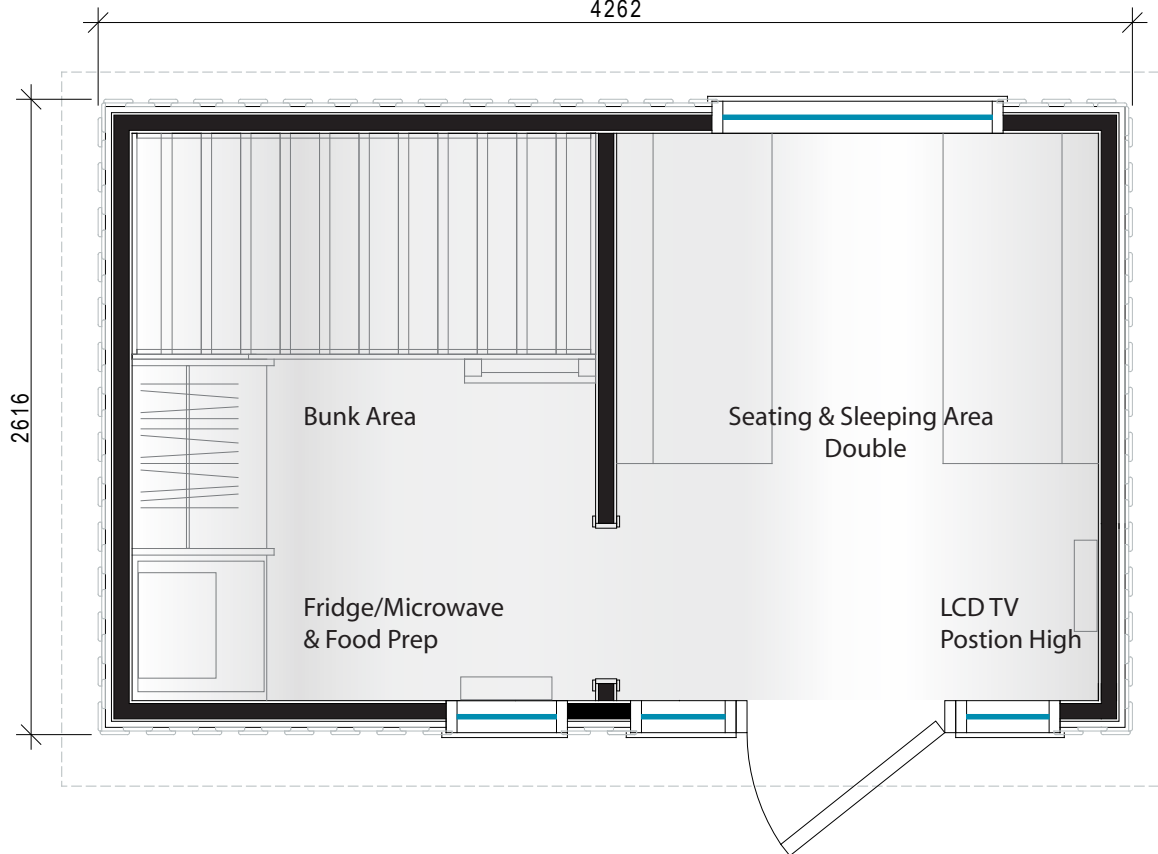 4262
2616
Bunk Area
Seating & Sleeping Area
Double
Fridge/Microwave
& Food Prep
LCD TV
Postion High